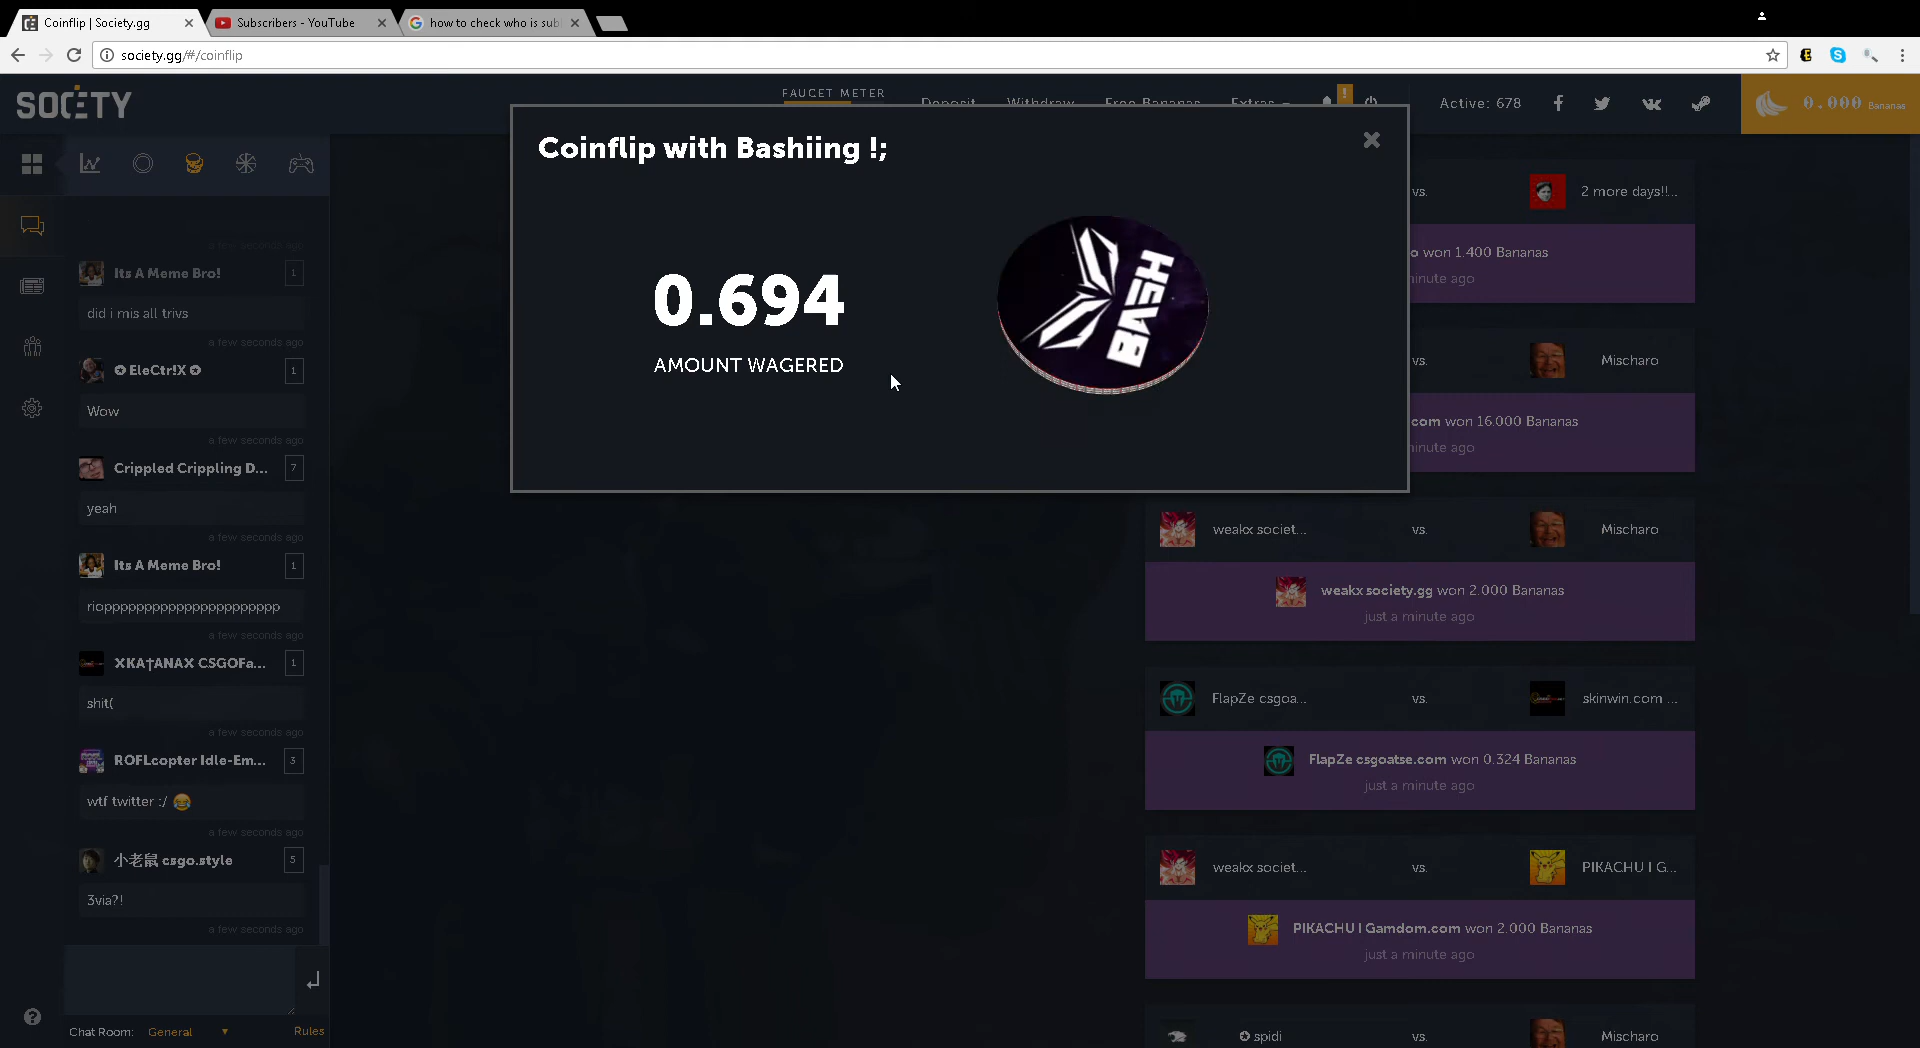 Coinflip | Society.gg
Subscribers - YouTube
how to check who is sub
society.gg/#/coinflip
SOCIETY
FAUCET METER
Deposit
Withdraw
Free Bananas
Extras
Active: 678
0.000 Bananas
Coinflip with Bashiing !;
0.694
AMOUNT WAGERED
a few seconds ago
Its A Meme Bro!
1
did i mis all trivs
a few seconds ago
✪ EleCtr!X ✪
1
Wow
a few seconds ago
Crippled Crippling D...
7
yeah
a few seconds ago
Its A Meme Bro!
1
riopppppppppppppppppppppp
a few seconds ago
XKA†ANAX CSGOFa...
1
shit(
a few seconds ago
ROFLcopter Idle-Em...
3
wtf twitter :/ 😂
a few seconds ago
小老鼠 csgo.style
5
3via?!
a few seconds ago
Chat Room: General
Rules
vs.
2 more days!!...
o won 1.400 Bananas
minute ago
vs.
Mischaro
.com won 16.000 Bananas
minute ago
weakx societ...
vs.
Mischaro
weakx society.gg won 2.000 Bananas
just a minute ago
FlapZe csgoa...
vs.
skinwin.com ...
FlapZe csgoatse.com won 0.324 Bananas
just a minute ago
weakx societ...
vs.
PIKACHU I G...
PIKACHU I Gamdom.com won 2.000 Bananas
just a minute ago
✪ spidi
vs.
Mischaro